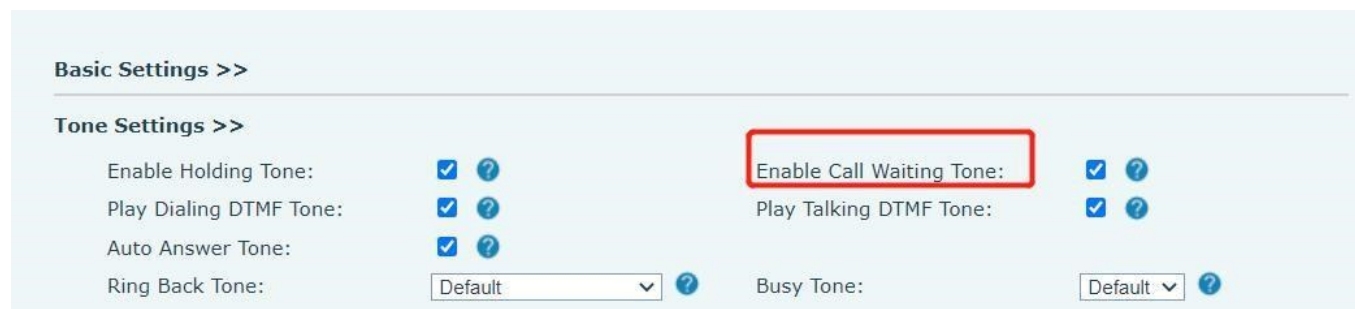 Basic Settings >>
Tone Settings >>
Enable Holding Tone: ? Enable Call Waiting Tone: ?
Play Dialing DTMF Tone: ? Play Talking DTMF Tone: ?
Auto Answer Tone: ?
Ring Back Tone: Default ? Busy Tone: Default ?